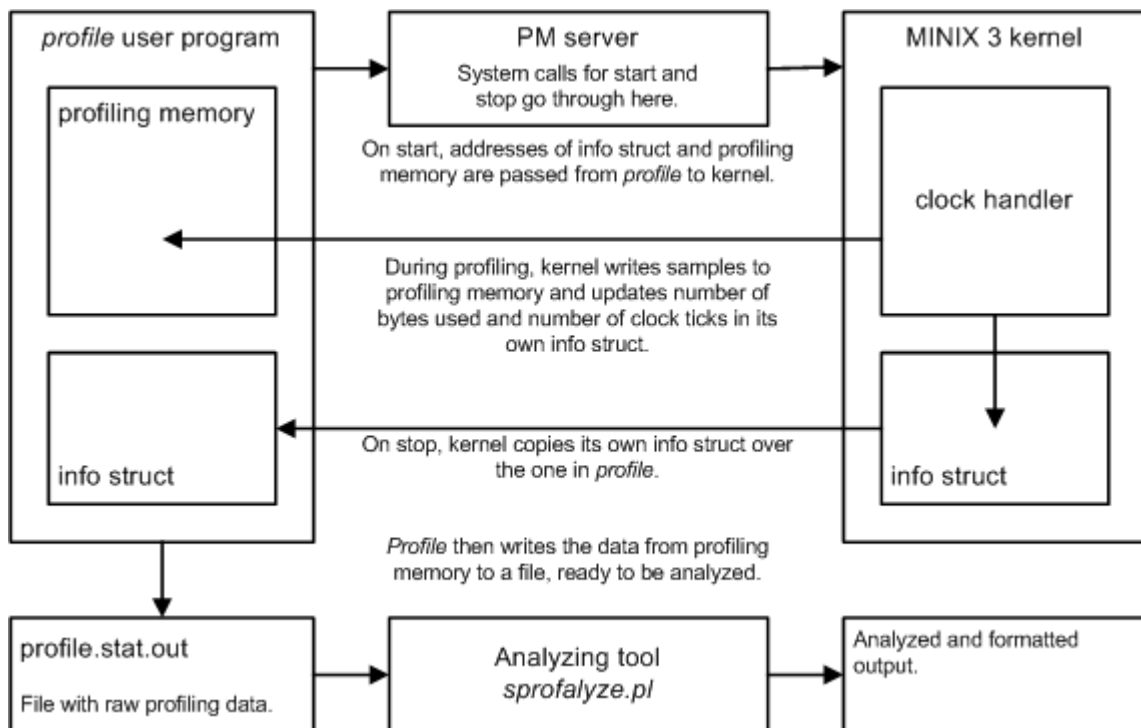 profile user program
profiling memory
info struct
PM server
System calls for start and
stop go through here.
On start, addresses of info struct and profiling
memory are passed from profile to kernel.
During profiling, kernel writes samples to
profiling memory and updates number of
bytes used and number of clock ticks in its
own info struct.
On stop, kernel copies its own info struct over
the one in profile.
Profile then writes the data from profiling
memory to a file, ready to be analyzed.
MINIX 3 kernel
clock handler
info struct
profile.stat.out
File with raw profiling data.
Analyzing tool
sprofalyze.pl
Analyzed and formatted
output.